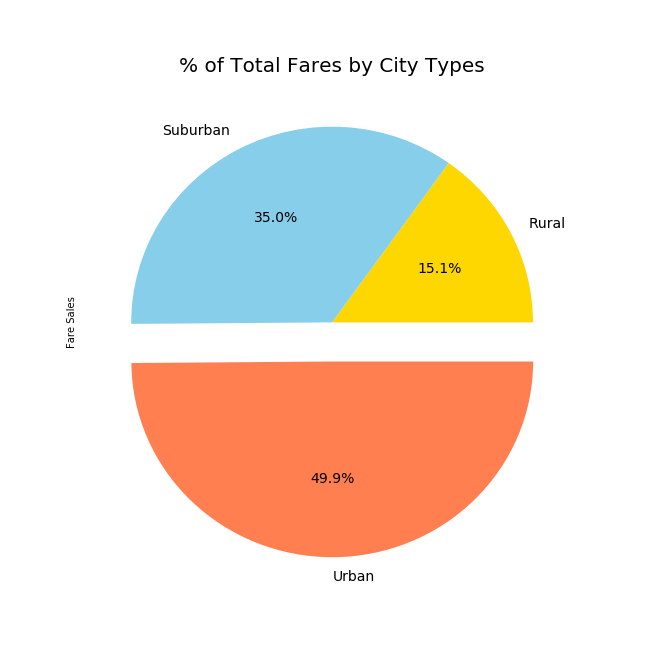 % of Total Fares by City Types
Suburban
Rural
35.0%
15.1%
Fare Sales
49.9%
Urban